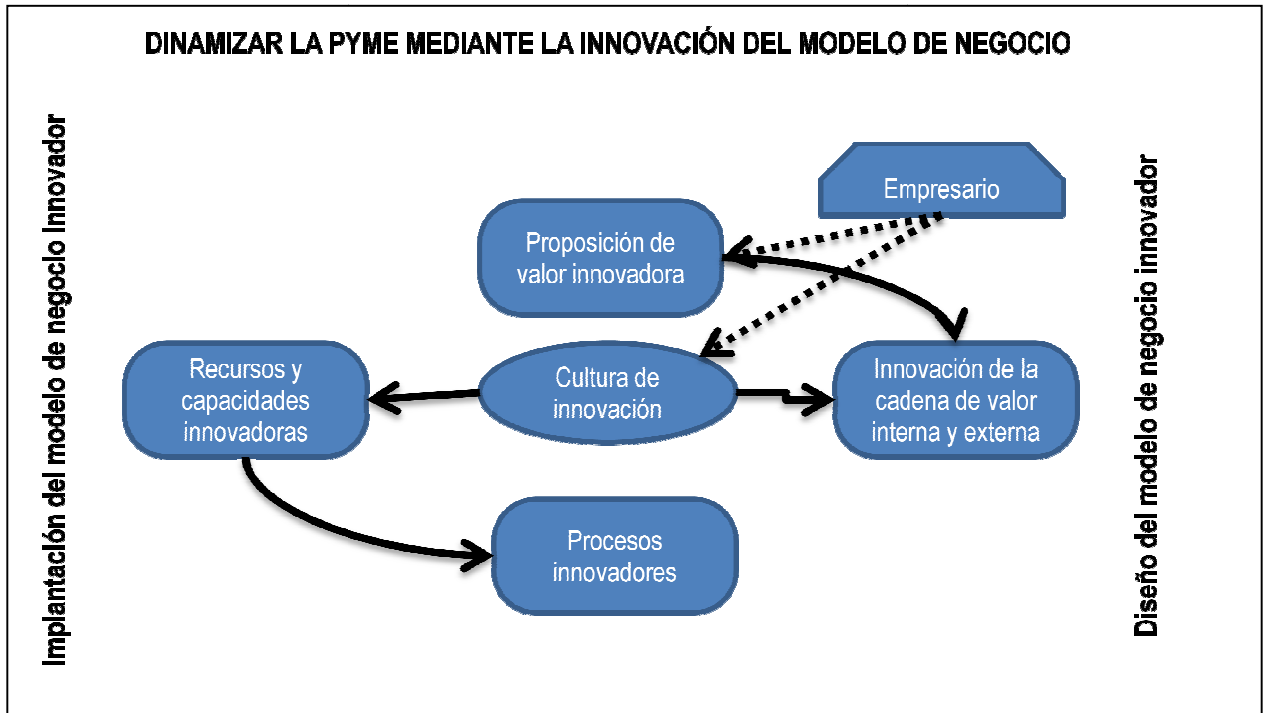 DINAMIZAR LA PYME MEDIANTE LA INNOVACIÓN DEL MODELO DE NEGOCIO
Implantación del modelo de negocio Innovador
Empresario
Proposición de
valor innovadora
Recursos y
capacidades
innovadoras
Cultura de
innovación
Innovación de la
cadena de valor
interna y externa
Procesos
innovadores
Diseño del modelo de negocio innovador